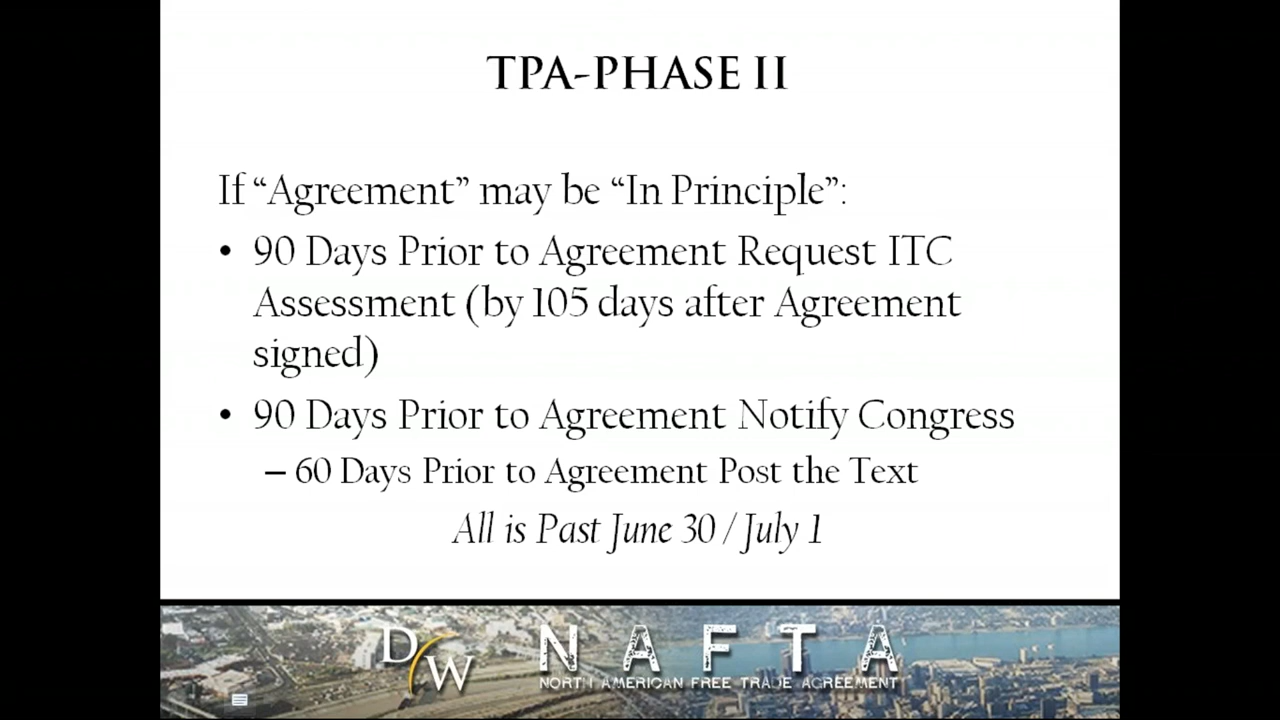 TPA-PHASE II
If “Agreement” may be “In Principle”:
• 90 Days Prior to Agreement Request ITC
Assessment (by 105 days after Agreement
signed)
• 90 Days Prior to Agreement Notify Congress
– 60 Days Prior to Agreement Post the Text
All is Past June 30 / July 1
DW NAFTA
NORTH AMERICAN FREE TRADE AGREEMENT